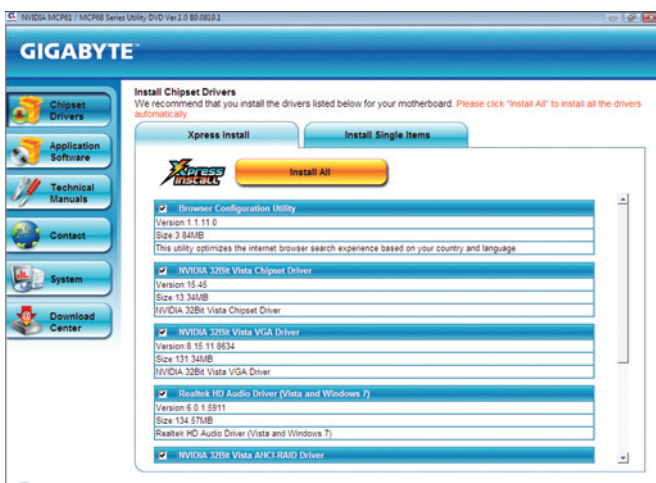 NVIDIA MCP61 / MCP68 Series Utility DVD Ver.1.0 B9.0819.1
GIGABYTE™
Chipset
Drivers
Application
Software
Technical
Manuals
Contact
System
Download
Center
Install Chipset Drivers
We recommend that you install the drivers listed below for your motherboard. Please click "Install All" to install all the drivers
automatically.
Xpress Install
Install Single Items
Xpress
INSTALL
Install All
Browser Configuration Utility
Version:1.1.11.0
Size:3.84MB
This utility optimizes the internet browser search experience based on your country and language.
NVIDIA 32Bit Vista Chipset Driver
Version:15.45
Size:13.34MB
NVIDIA 32Bit Vista Chipset Driver
NVIDIA 32Bit Vista VGA Driver
Version:8.15.11.8634
Size:131.34MB
NVIDIA 32Bit Vista VGA Driver
Realtek HD Audio Driver (Vista and Windows 7)
Version:6.0.1.5911
Size:134.57MB
Realtek HD Audio Driver (Vista and Windows 7)
NVIDIA 32Bit Vista AHCI-RAID Driver